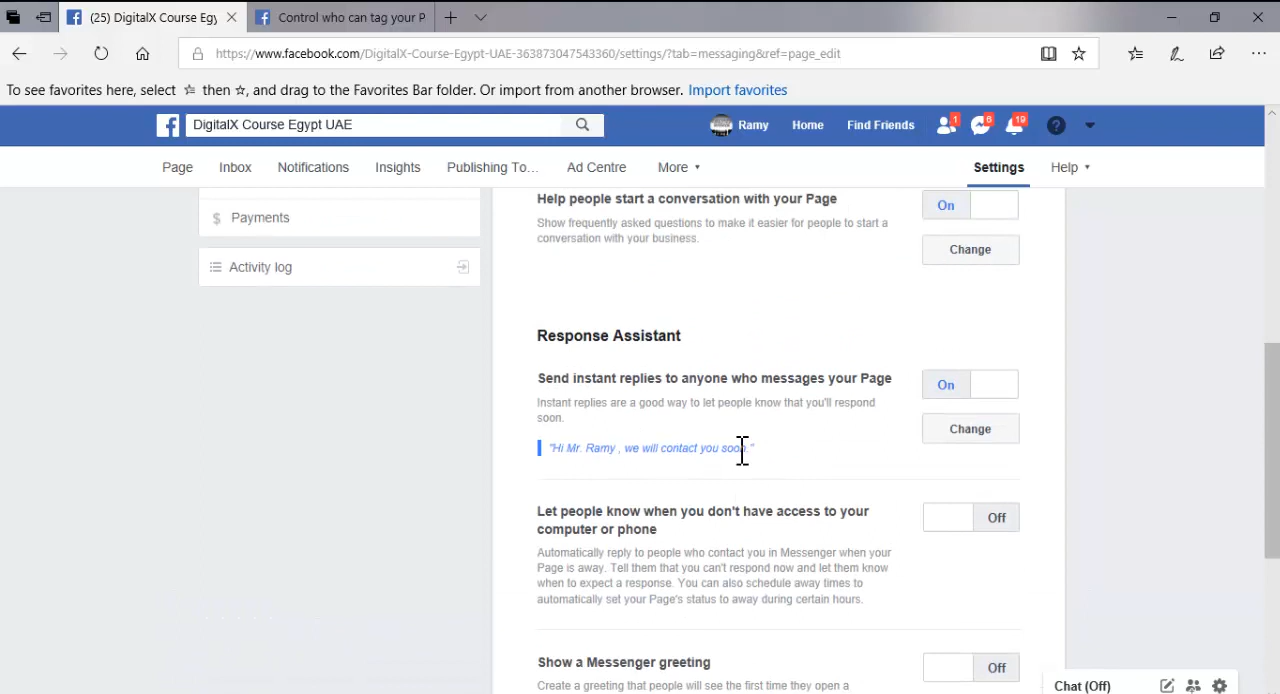 (25) DigitalX Course Eg
Control who can tag your P
https://www.facebook.com/DigitalX-Course-Egypt-UAE-363873047543360/settings/?tab=messaging&ref=page_edit
To see favorites here, select ☆ then ☆, and drag to the Favorites Bar folder. Or import from another browser. Import favorites
DigitalX Course Egypt UAE
Ramy Home Find Friends 1 6 19
Page Inbox Notifications Insights Publishing To... Ad Centre More Settings Help
Payments
Activity log
Help people start a conversation with your Page
On
Show frequently asked questions to make it easier for people to start a
conversation with your business.
Change
Response Assistant
Send instant replies to anyone who messages your Page
On
Instant replies are a good way to let people know that you'll respond
soon.
Change
"Hi Mr. Ramy , we will contact you soon."
Let people know when you don't have access to your
computer or phone
Off
Automatically reply to people who contact you in Messenger when your
Page is away. Tell them that you can't respond now and let them know
when to expect a response. You can also schedule away times to
automatically set your Page's status to away during certain hours.
Show a Messenger greeting
Off
Create a greeting that people will see the first time they open a
Chat (Off)